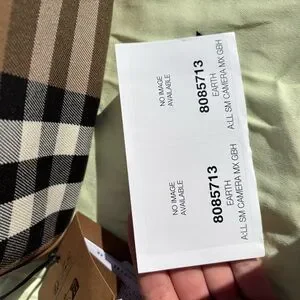 NO IMAGE
AVAILABLE
8085713
EARTH
A:LL SM CAMERA MX GBH
NO IMAGE
AVAILABLE
8085713
EARTH
A:LL SM CAMERA MX GBH